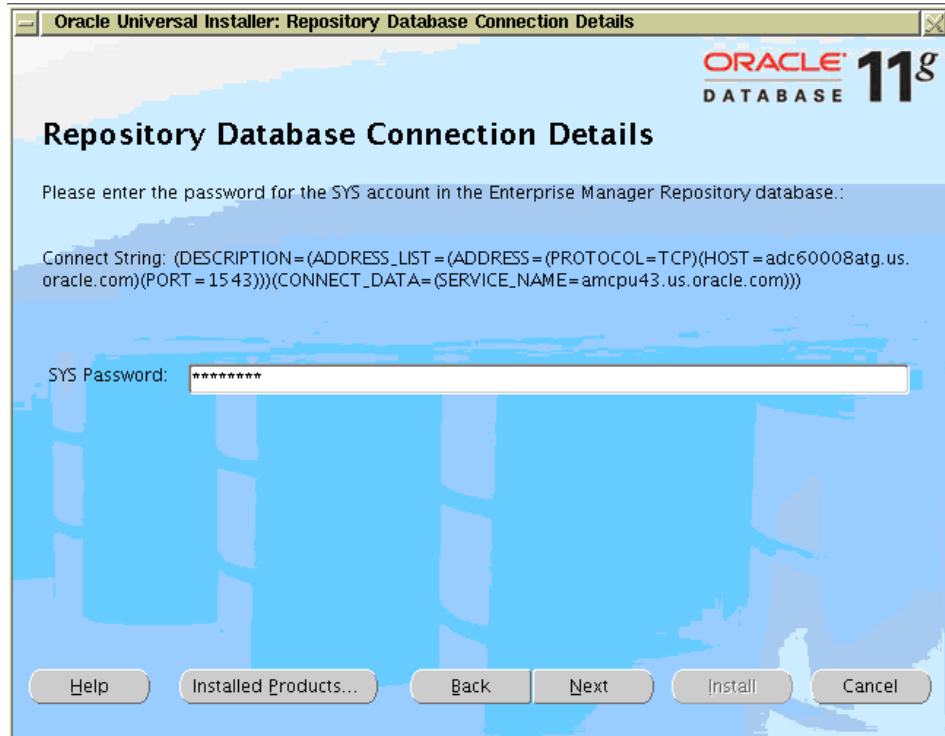 Oracle Universal Installer: Repository Database Connection Details
ORACLE 11g
DATABASE
Repository Database Connection Details
Please enter the password for the SYS account in the Enterprise Manager Repository database.:
Connect String: (DESCRIPTION=(ADDRESS_LIST=(ADDRESS=(PROTOCOL=TCP)(HOST=adc60008atg.us.
oracle.com)(PORT=1543)))(CONNECT_DATA=(SERVICE_NAME=amcpu43.us.oracle.com)))
SYS Password: ********
Help Installed Products... Back Next Install Cancel